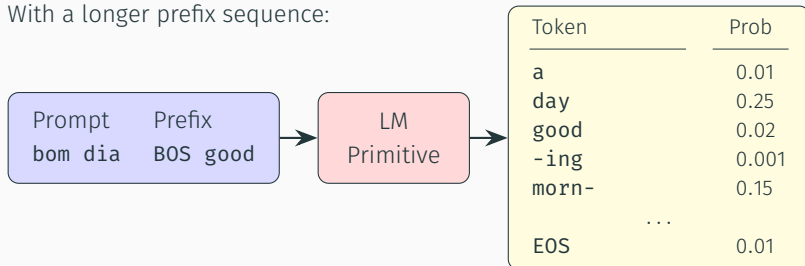 With a longer prefix sequence:
Prompt Prefix
bom dia BOS good
LM
Primitive
Token Prob
a 0.01
day 0.25
good 0.02
-ing 0.001
morn- 0.15
...
EOS 0.01